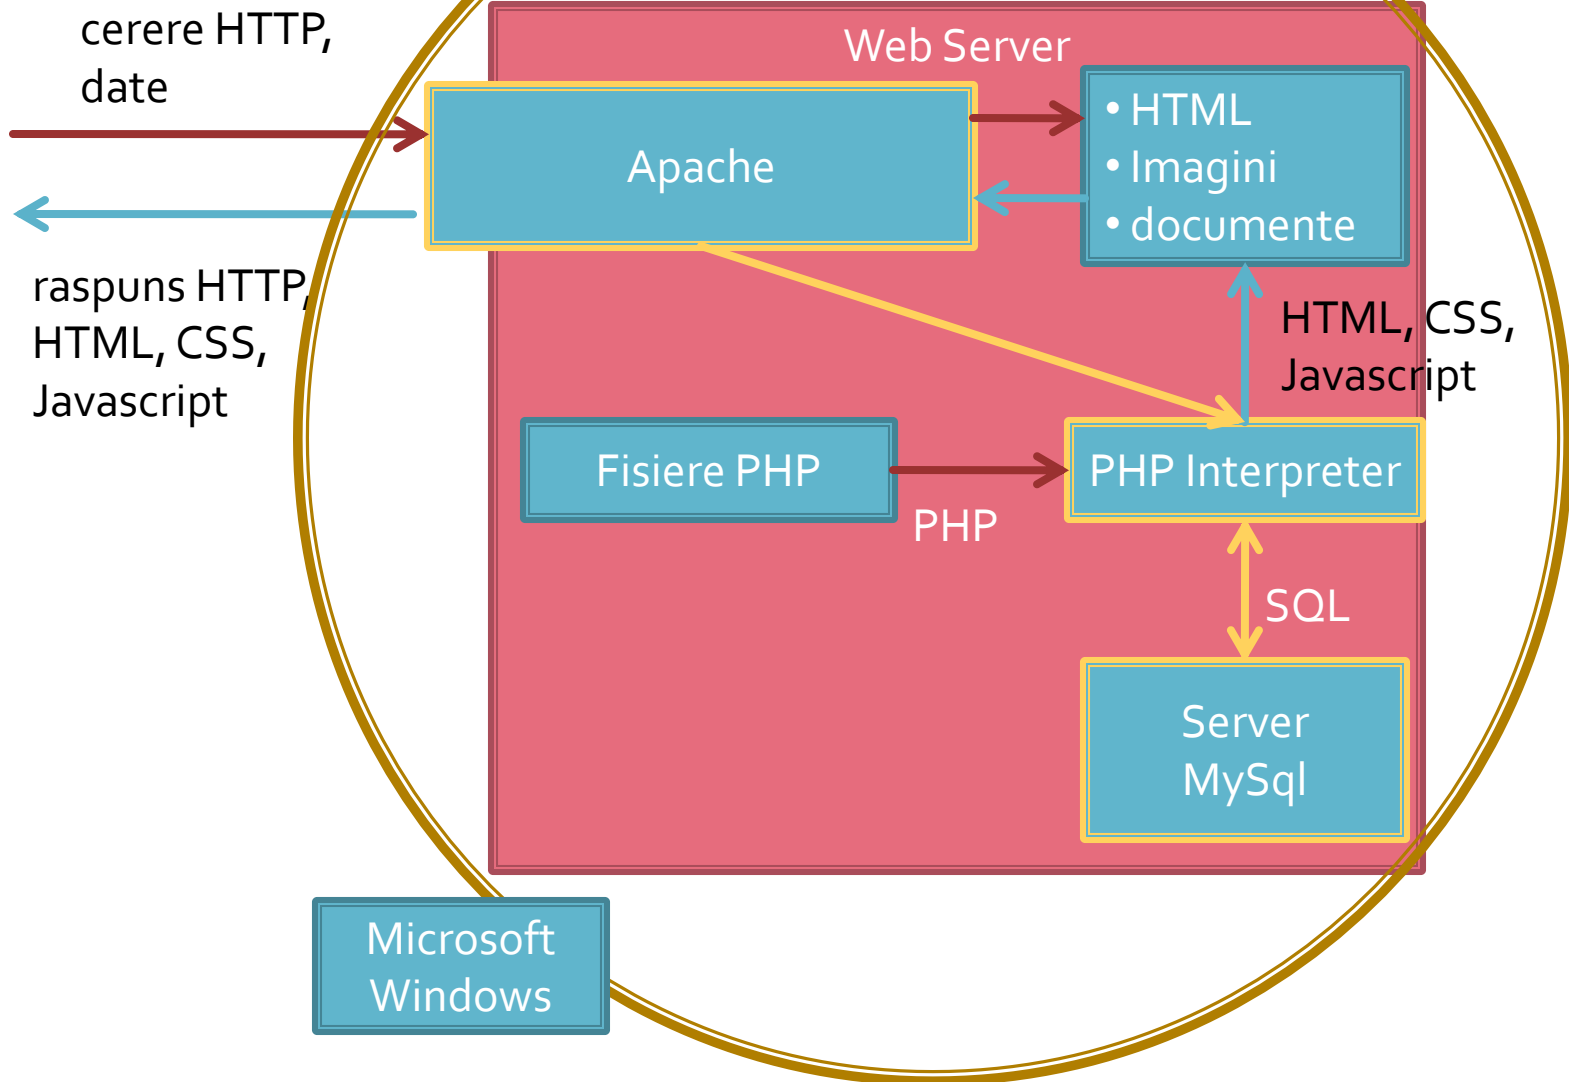 cerere HTTP,
date
Web Server
Apache
• HTML
• Imagini
• documente
raspuns HTTP,
HTML, CSS,
Javascript
HTML, CSS,
Javascript
Fisiere PHP
PHP
PHP Interpreter
SQL
Server
MySql
Microsoft
Windows